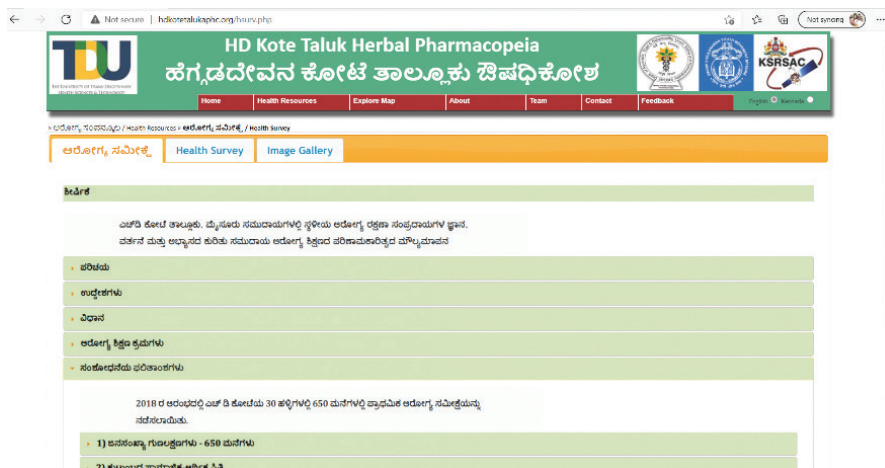 Not secure | hdkotetalukaphc.org/hsurv.php
Not syncing
TDU
HD Kote Taluk Herbal Pharmacopeia
ಹೆಗ್ಗಡದೇವನ ಕೋಟೆ ತಾಲ್ಲೂಕು ಔಷಧಿಕೋಶ
KSRSAC
Home Health Resources Explore Map About Team Contact Feedback English Kannada
» ಆರೋಗ್ಯ ಸಂಪನ್ಮೂಲ / Health Resources » ಆರೋಗ್ಯ ಸಮೀಕ್ಷೆ / Health Survey
ಆರೋಗ್ಯ ಸಮೀಕ್ಷೆ Health Survey Image Gallery
ಶೀರ್ಷಿಕೆ
ಎಚ್‌ಡಿ ಕೋಟೆ ತಾಲ್ಲೂಕು, ಮೈಸೂರು ಸಮುದಾಯಗಳಲ್ಲಿ ಸ್ಥಳೀಯ ಆರೋಗ್ಯ ರಕ್ಷಣಾ ಸಂಪ್ರದಾಯಗಳ ಜ್ಞಾನ,
ವರ್ತನೆ ಮತ್ತು ಅಭ್ಯಾಸದ ಕುರಿತು ಸಮುದಾಯ ಆರೋಗ್ಯ ಶಿಕ್ಷಣದ ಪರಿಣಾಮಕಾರಿತ್ವದ ಮೌಲ್ಯಮಾಪನ
ಪರಿಚಯ
ಉದ್ದೇಶಗಳು
ವಿಧಾನ
ಆರೋಗ್ಯ ಶಿಕ್ಷಣ ಕ್ರಮಗಳು
ಸಂಶೋಧನೆಯ ಫಲಿತಾಂಶಗಳು
2018 ರ ಆರಂಭದಲ್ಲಿ ಎಚ್ ಡಿ ಕೋಟೆಯ 30 ಹಳ್ಳಿಗಳಲ್ಲಿ 650 ಮನೆಗಳಲ್ಲಿ ಪ್ರಾಥಮಿಕ ಆರೋಗ್ಯ ಸಮೀಕ್ಷೆಯನ್ನು
ನಡೆಸಲಾಯಿತು.
1) ಜನಸಂಖ್ಯಾ ಗುಣಲಕ್ಷಣಗಳು - 650 ಮನೆಗಳು